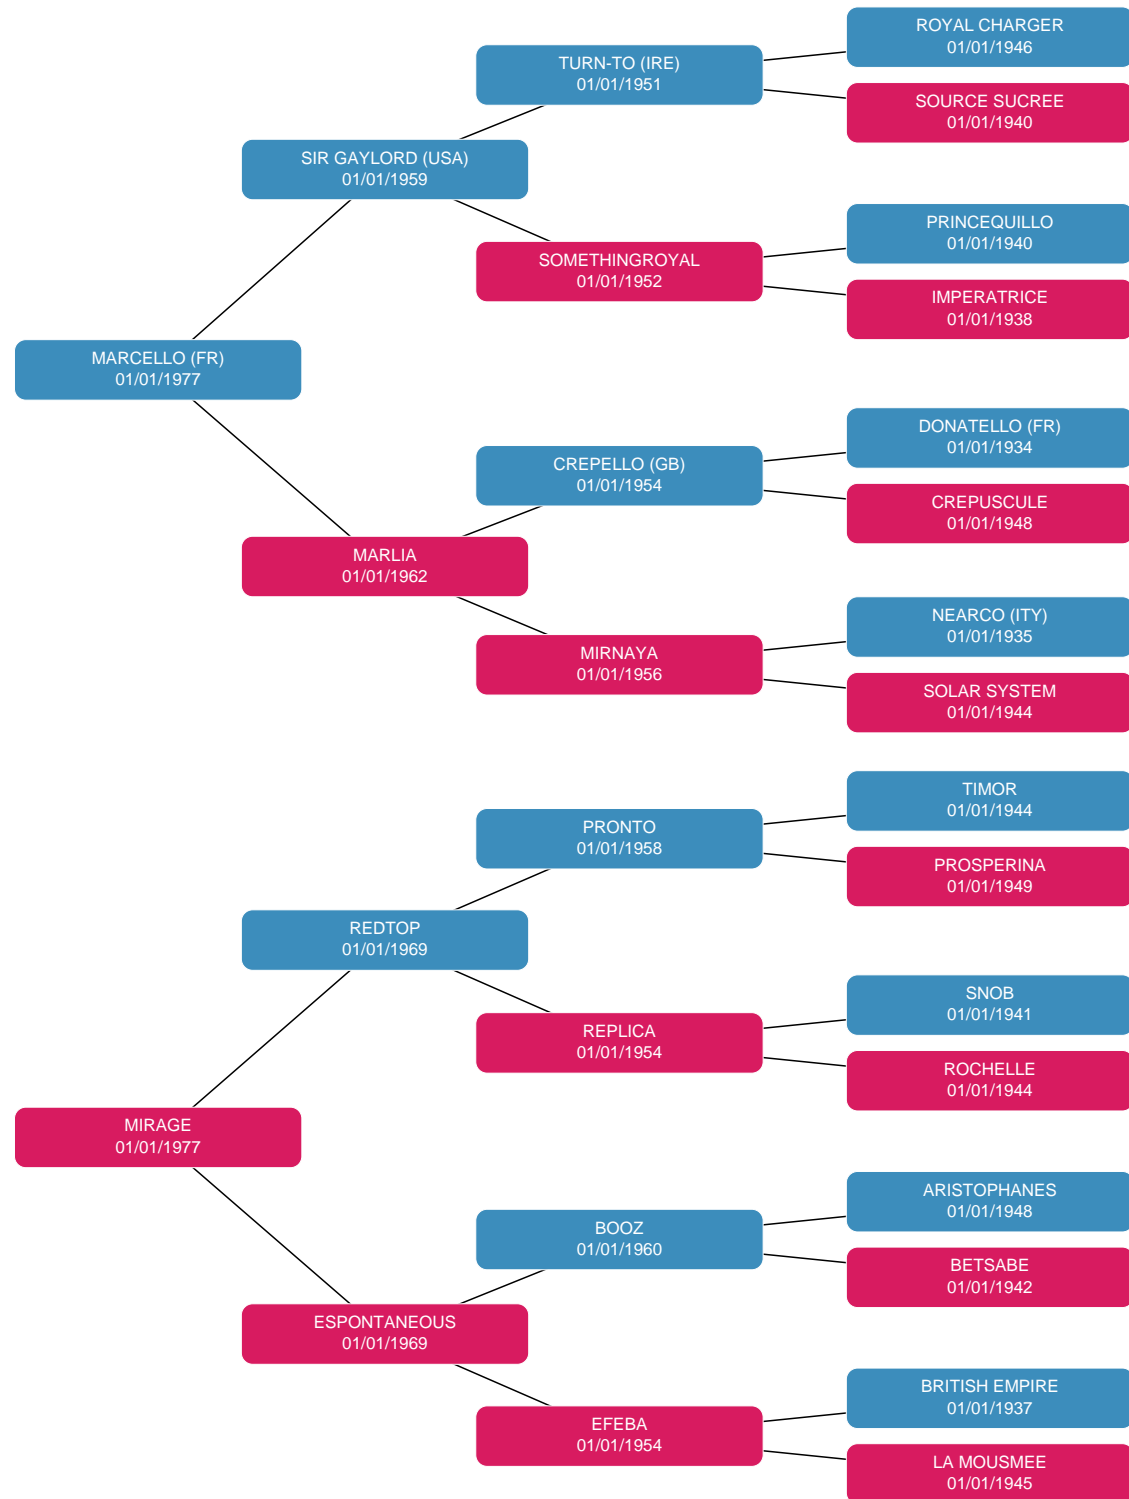 ROYAL CHARGER
01/01/1946
TURN-TO (IRE)
01/01/1951
SOURCE SUCREE
01/01/1940
SIR GAYLORD (USA)
01/01/1959
PRINCEQUILLO
01/01/1940
SOMETHINGROYAL
01/01/1952
IMPERATRICE
01/01/1938
MARCELLO (FR)
01/01/1977
DONATELLO (FR)
01/01/1934
CREPELLO (GB)
01/01/1954
CREPUSCULE
01/01/1948
MARLIA
01/01/1962
NEARCO (ITY)
01/01/1935
MIRNAYA
01/01/1956
SOLAR SYSTEM
01/01/1944
TIMOR
01/01/1944
PRONTO
01/01/1958
PROSPERINA
01/01/1949
REDTOP
01/01/1969
SNOB
01/01/1941
REPLICA
01/01/1954
ROCHELLE
01/01/1944
MIRAGE
01/01/1977
ARISTOPHANES
01/01/1948
BOOZ
01/01/1960
BETSABE
01/01/1942
ESPONTANEOUS
01/01/1969
BRITISH EMPIRE
01/01/1937
EFEBA
01/01/1954
LA MOUSMEE
01/01/1945